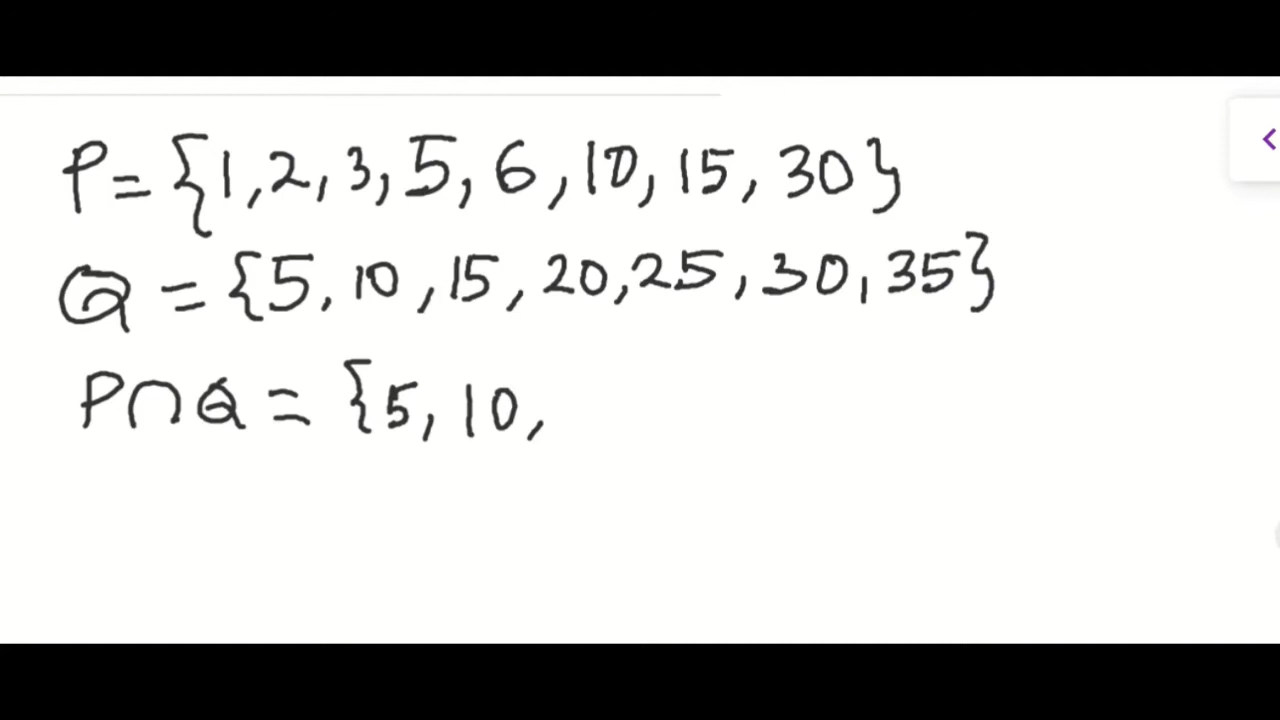 P = {1, 2, 3, 5, 6, 10, 15, 30}
Q = {5, 10, 15, 20, 25, 30, 35}
P∩Q = {5, 10,